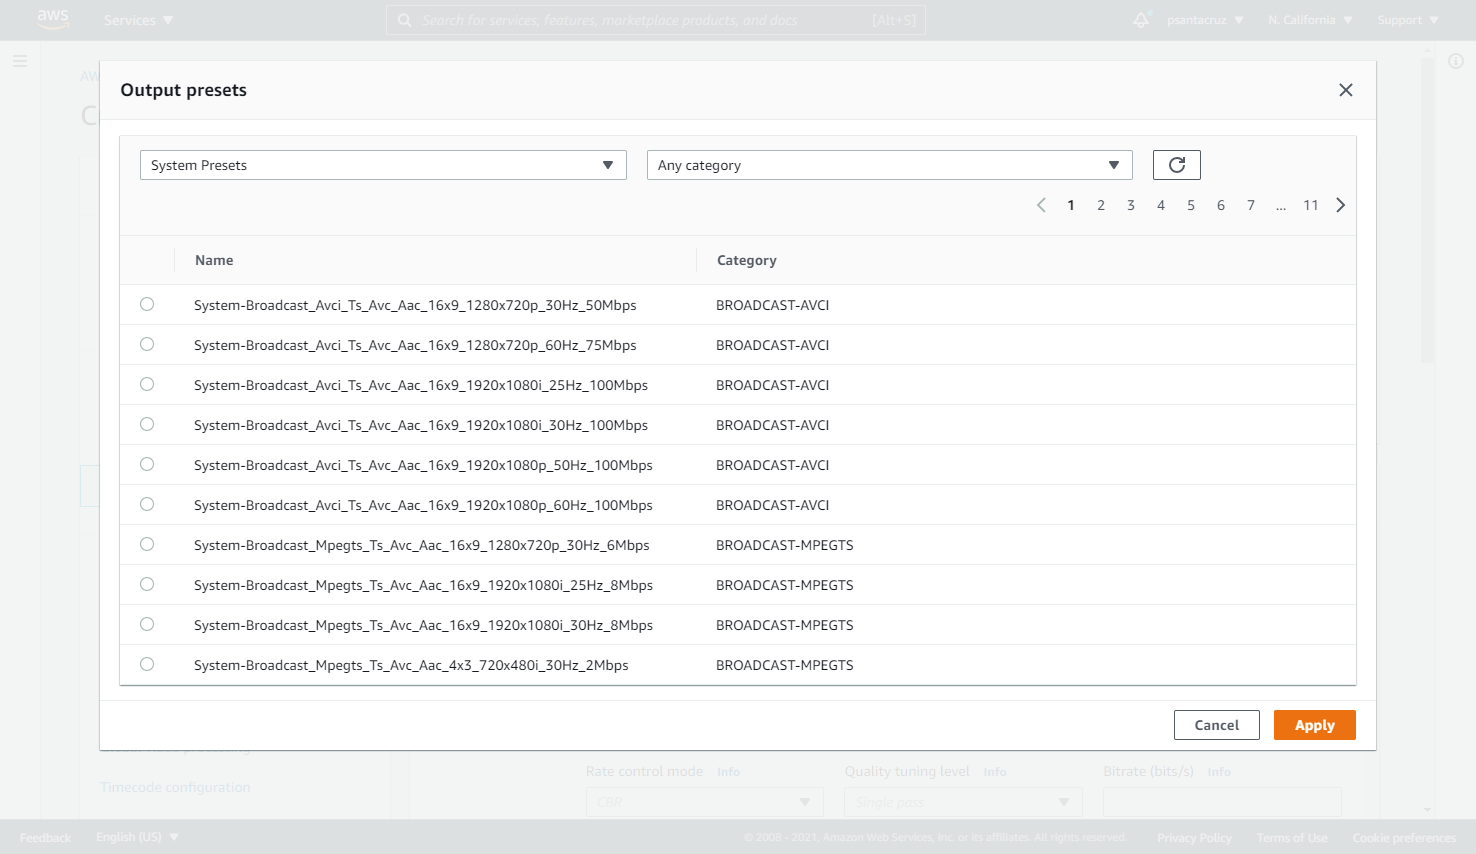 aws
Services
Search for services, features, marketplace products, and docs
[Alt+S]
psantacruz
N. California
Support
AW
C
Output presets
System Presets
Any category
1 2 3 4 5 6 7 ... 11
Name Category
System-Broadcast_Avci_Ts_Avc_Aac_16x9_1280x720p_30Hz_50Mbps BROADCAST-AVCI
System-Broadcast_Avci_Ts_Avc_Aac_16x9_1280x720p_60Hz_75Mbps BROADCAST-AVCI
System-Broadcast_Avci_Ts_Avc_Aac_16x9_1920x1080i_25Hz_100Mbps BROADCAST-AVCI
System-Broadcast_Avci_Ts_Avc_Aac_16x9_1920x1080i_30Hz_100Mbps BROADCAST-AVCI
System-Broadcast_Avci_Ts_Avc_Aac_16x9_1920x1080p_50Hz_100Mbps BROADCAST-AVCI
System-Broadcast_Avci_Ts_Avc_Aac_16x9_1920x1080p_60Hz_100Mbps BROADCAST-AVCI
System-Broadcast_Mpegts_Ts_Avc_Aac_16x9_1280x720p_30Hz_6Mbps BROADCAST-MPEGTS
System-Broadcast_Mpegts_Ts_Avc_Aac_16x9_1920x1080i_25Hz_8Mbps BROADCAST-MPEGTS
System-Broadcast_Mpegts_Ts_Avc_Aac_16x9_1920x1080i_30Hz_8Mbps BROADCAST-MPEGTS
System-Broadcast_Mpegts_Ts_Avc_Aac_4x3_720x480i_30Hz_2Mbps BROADCAST-MPEGTS
Cancel Apply
Rate control mode Info Quality tuning level Info Bitrate (bits/s) Info
Timecode configuration
CBR Single pass
Feedback English (US) © 2008 - 2021, Amazon Web Services, Inc. or its affiliates. All rights reserved. Privacy Policy Terms of Use Cookie preferences